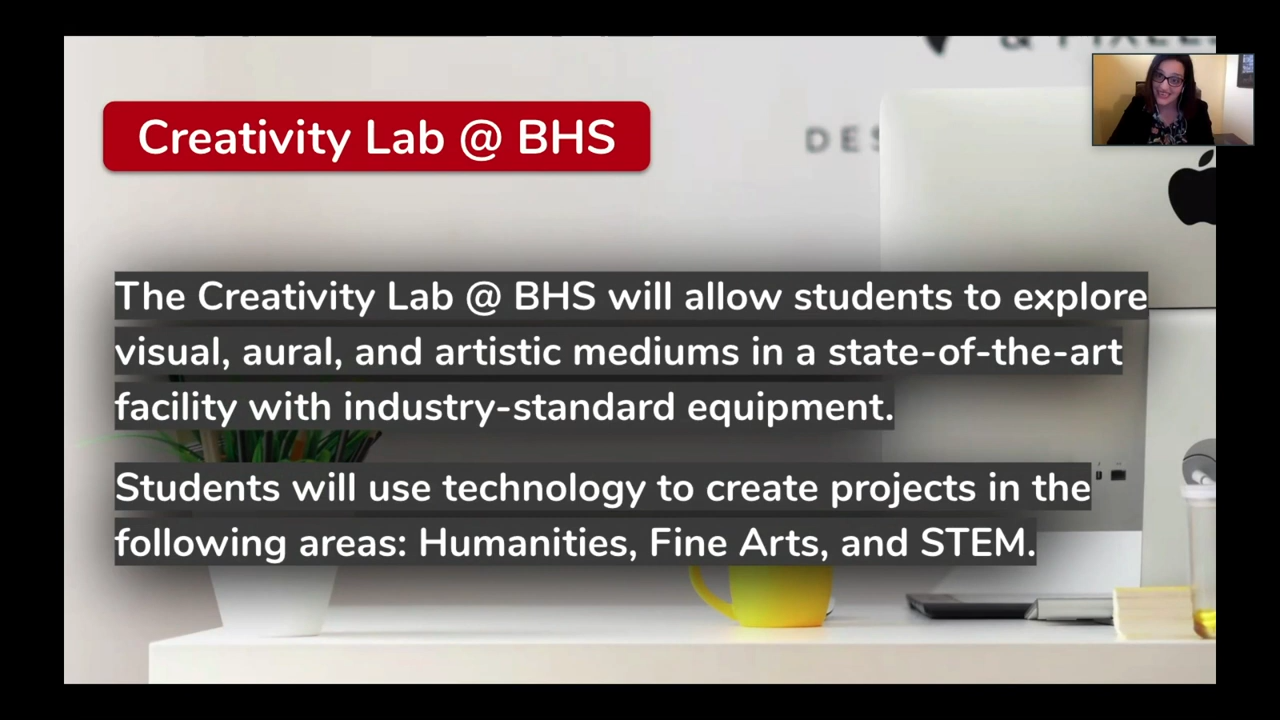 Creativity Lab @ BHS
DES
The Creativity Lab @ BHS will allow students to explore
visual, aural, and artistic mediums in a state-of-the-art
facility with industry-standard equipment.
Students will use technology to create projects in the
following areas: Humanities, Fine Arts, and STEM.